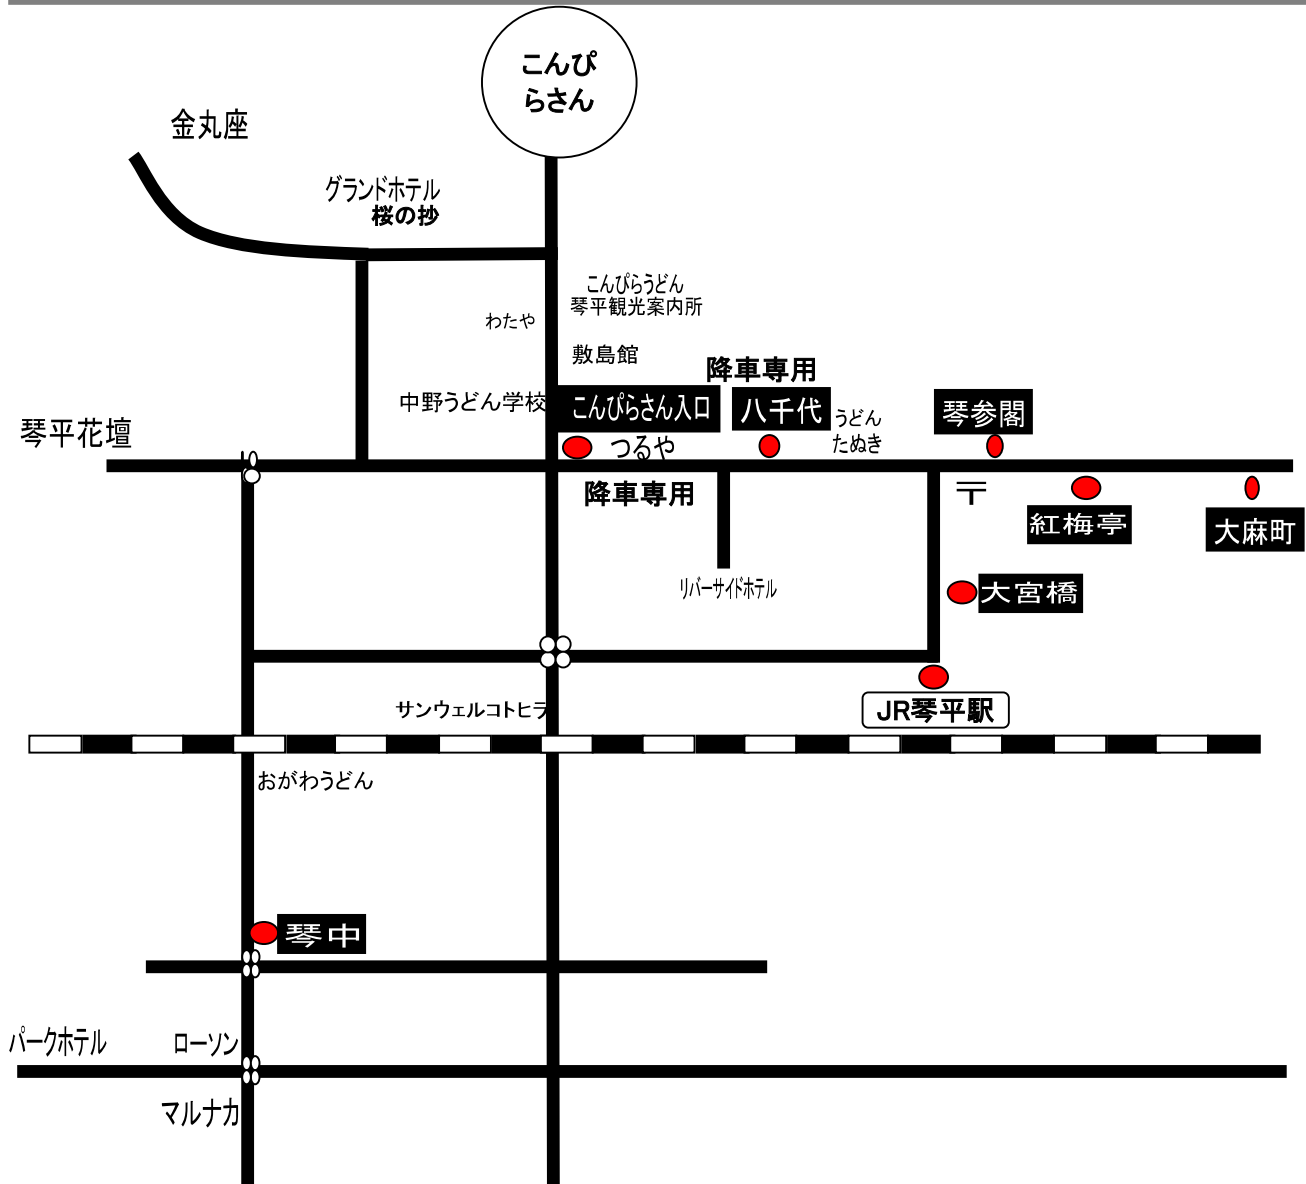 こんぴ
らさん
金丸座
グランドホテル
桜の抄
こんぴらうどん
琴平観光案内所
わたや
敷島館
降車専用
中野うどん学校
こんぴらさん入口
八千代
うどん
たぬき
琴参閣
琴平花壇
つるや
降車専用
〒
紅梅亭
大麻町
リバーサイドホテル
大宮橋
サンウェルコトヒラ
JR琴平駅
おがわうどん
琴中
パークホテル
ローソン
マルナカ